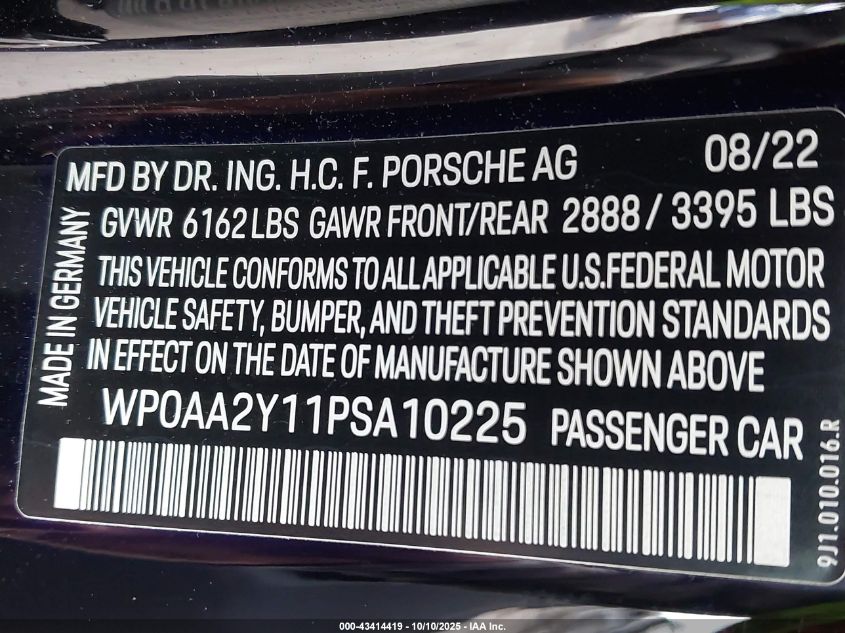 MFD BY DR. ING. H.C. F. PORSCHE AG 08/22
GVWR 6162 LBS GAWR FRONT/REAR 2888 / 3395 LBS
THIS VEHICLE CONFORMS TO ALL APPLICABLE U.S.FEDERAL MOTOR
VEHICLE SAFETY, BUMPER, AND THEFT PREVENTION STANDARDS
IN EFFECT ON THE DATE OF MANUFACTURE SHOWN ABOVE
WP0AA2Y11PSA10225 PASSENGER CAR
MADE IN GERMANY
9J1.010.016.R
000-43414419 - 10/10/2025 - IAA Inc.